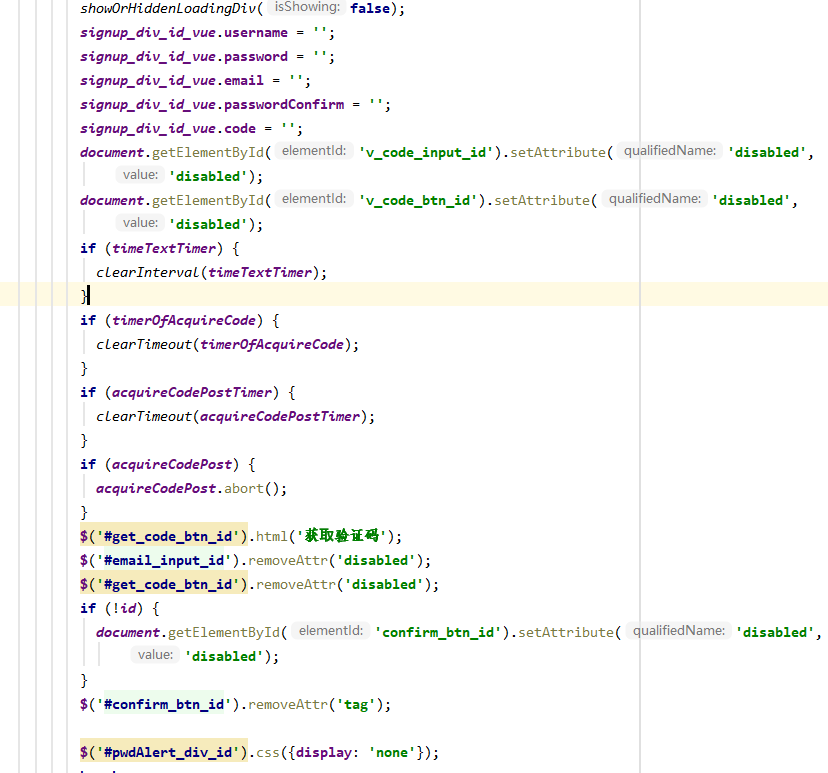 showOrHiddenLoadingDiv( isShowing: false);
signup_div_id_vue.username = '';
signup_div_id_vue.password = '';
signup_div_id_vue.email = '';
signup_div_id_vue.passwordConfirm = '';
signup_div_id_vue.code = '';
document.getElementById( elementId: 'v_code_input_id').setAttribute( qualifiedName: 'disabled',
value: 'disabled');
document.getElementById( elementId: 'v_code_btn_id').setAttribute( qualifiedName: 'disabled',
value: 'disabled');
if (timeTextTimer) {
clearInterval(timeTextTimer);
}
if (timerOfAcquireCode) {
clearTimeout(timerOfAcquireCode);
}
if (acquireCodePostTimer) {
clearTimeout(acquireCodePostTimer);
}
if (acquireCodePost) {
acquireCodePost.abort();
}
$('#get_code_btn_id').html('获取验证码');
$('#email_input_id').removeAttr('disabled');
$('#get_code_btn_id').removeAttr('disabled');
if (!id) {
document.getElementById( elementId: 'confirm_btn_id').setAttribute( qualifiedName: 'disabled',
value: 'disabled');
}
$('#confirm_btn_id').removeAttr('tag');
$('#pwdAlert_div_id').css({display: 'none'});